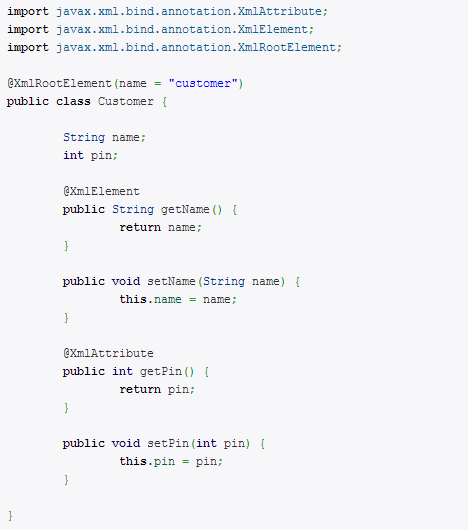 import javax.xml.bind.annotation.XmlAttribute;
import javax.xml.bind.annotation.XmlElement;
import javax.xml.bind.annotation.XmlRootElement;
@XmlRootElement(name = "customer")
public class Customer {
String name;
int pin;
@XmlElement
public String getName() {
return name;
}
public void setName(String name) {
this.name = name;
}
@XmlAttribute
public int getPin() {
return pin;
}
public void setPin(int pin) {
this.pin = pin;
}
}